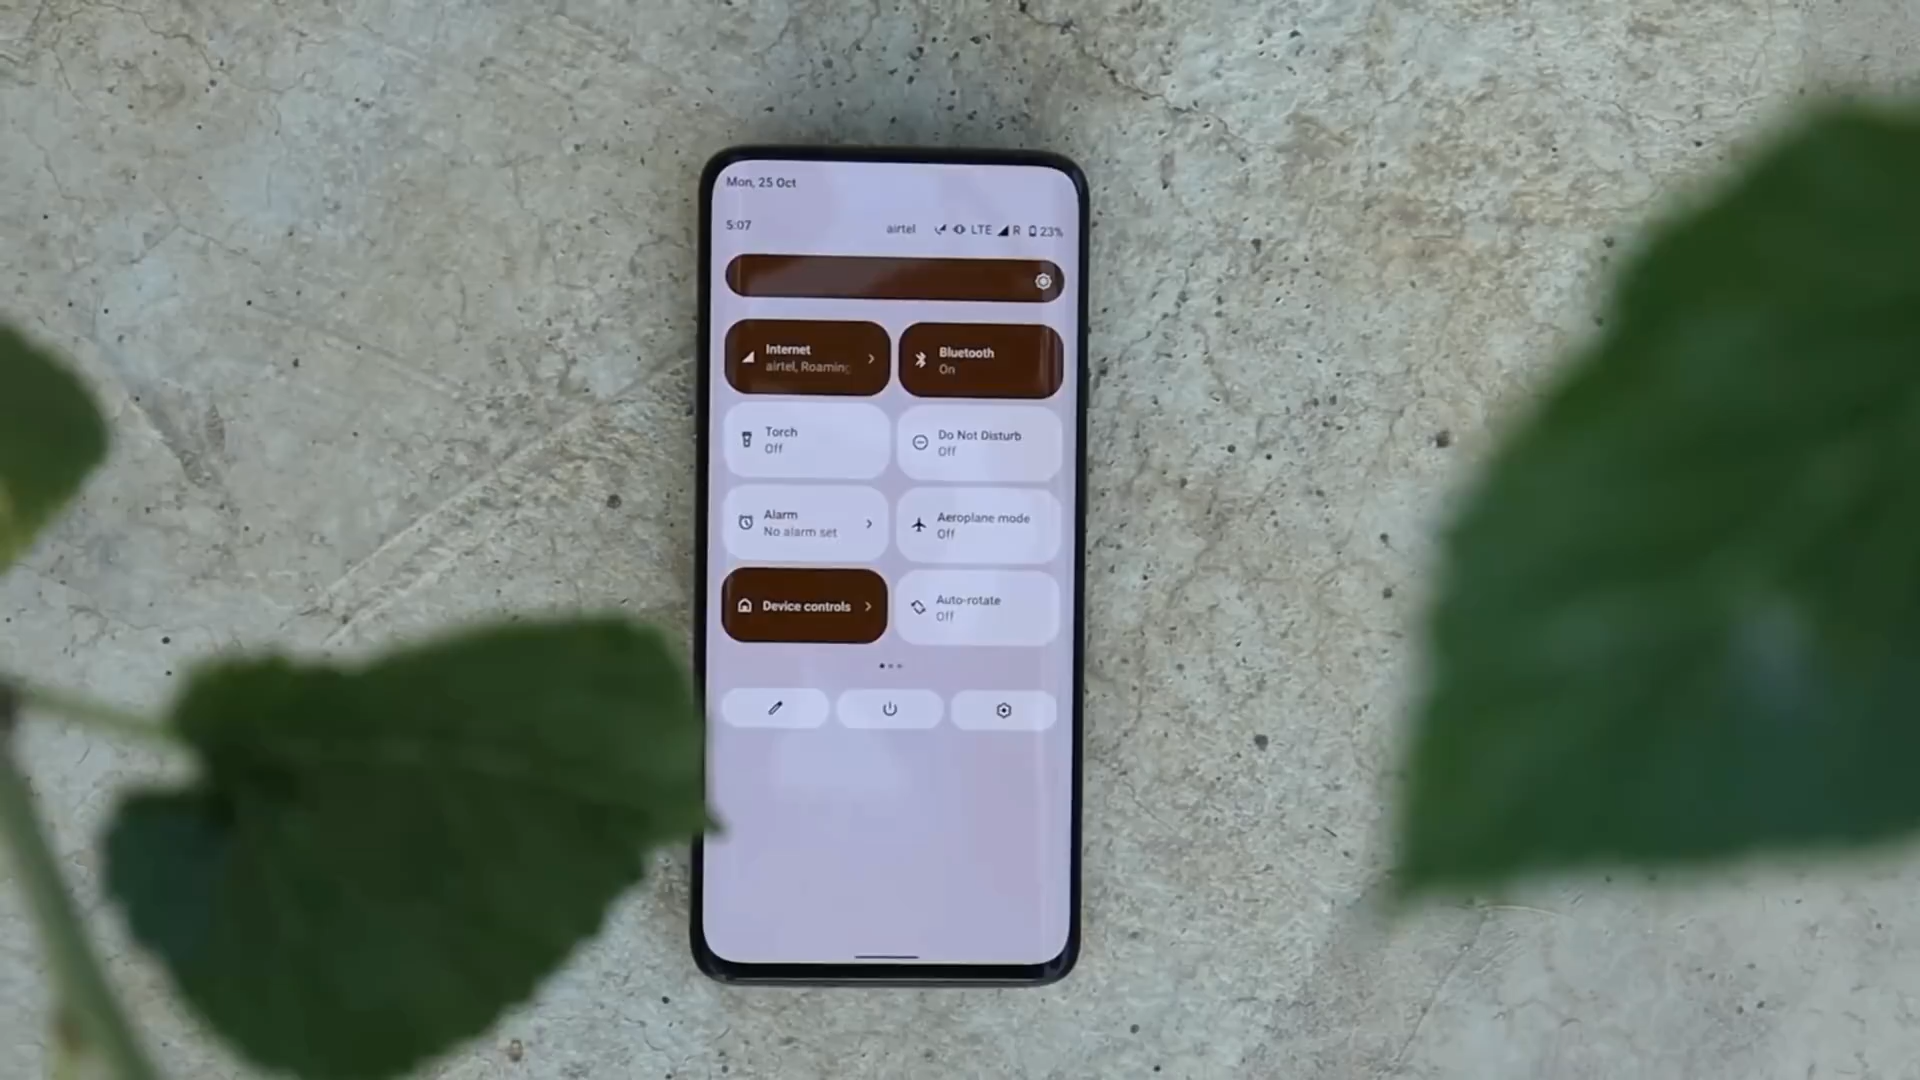 Mon, 25 Oct
5:07 airtel LTE R 23%
Internet
airtel, Roaming
Bluetooth
On
Torch
Off
Do Not Disturb
Off
Alarm
No alarm set
Aeroplane mode
Off
Device controls
Auto-rotate
Off